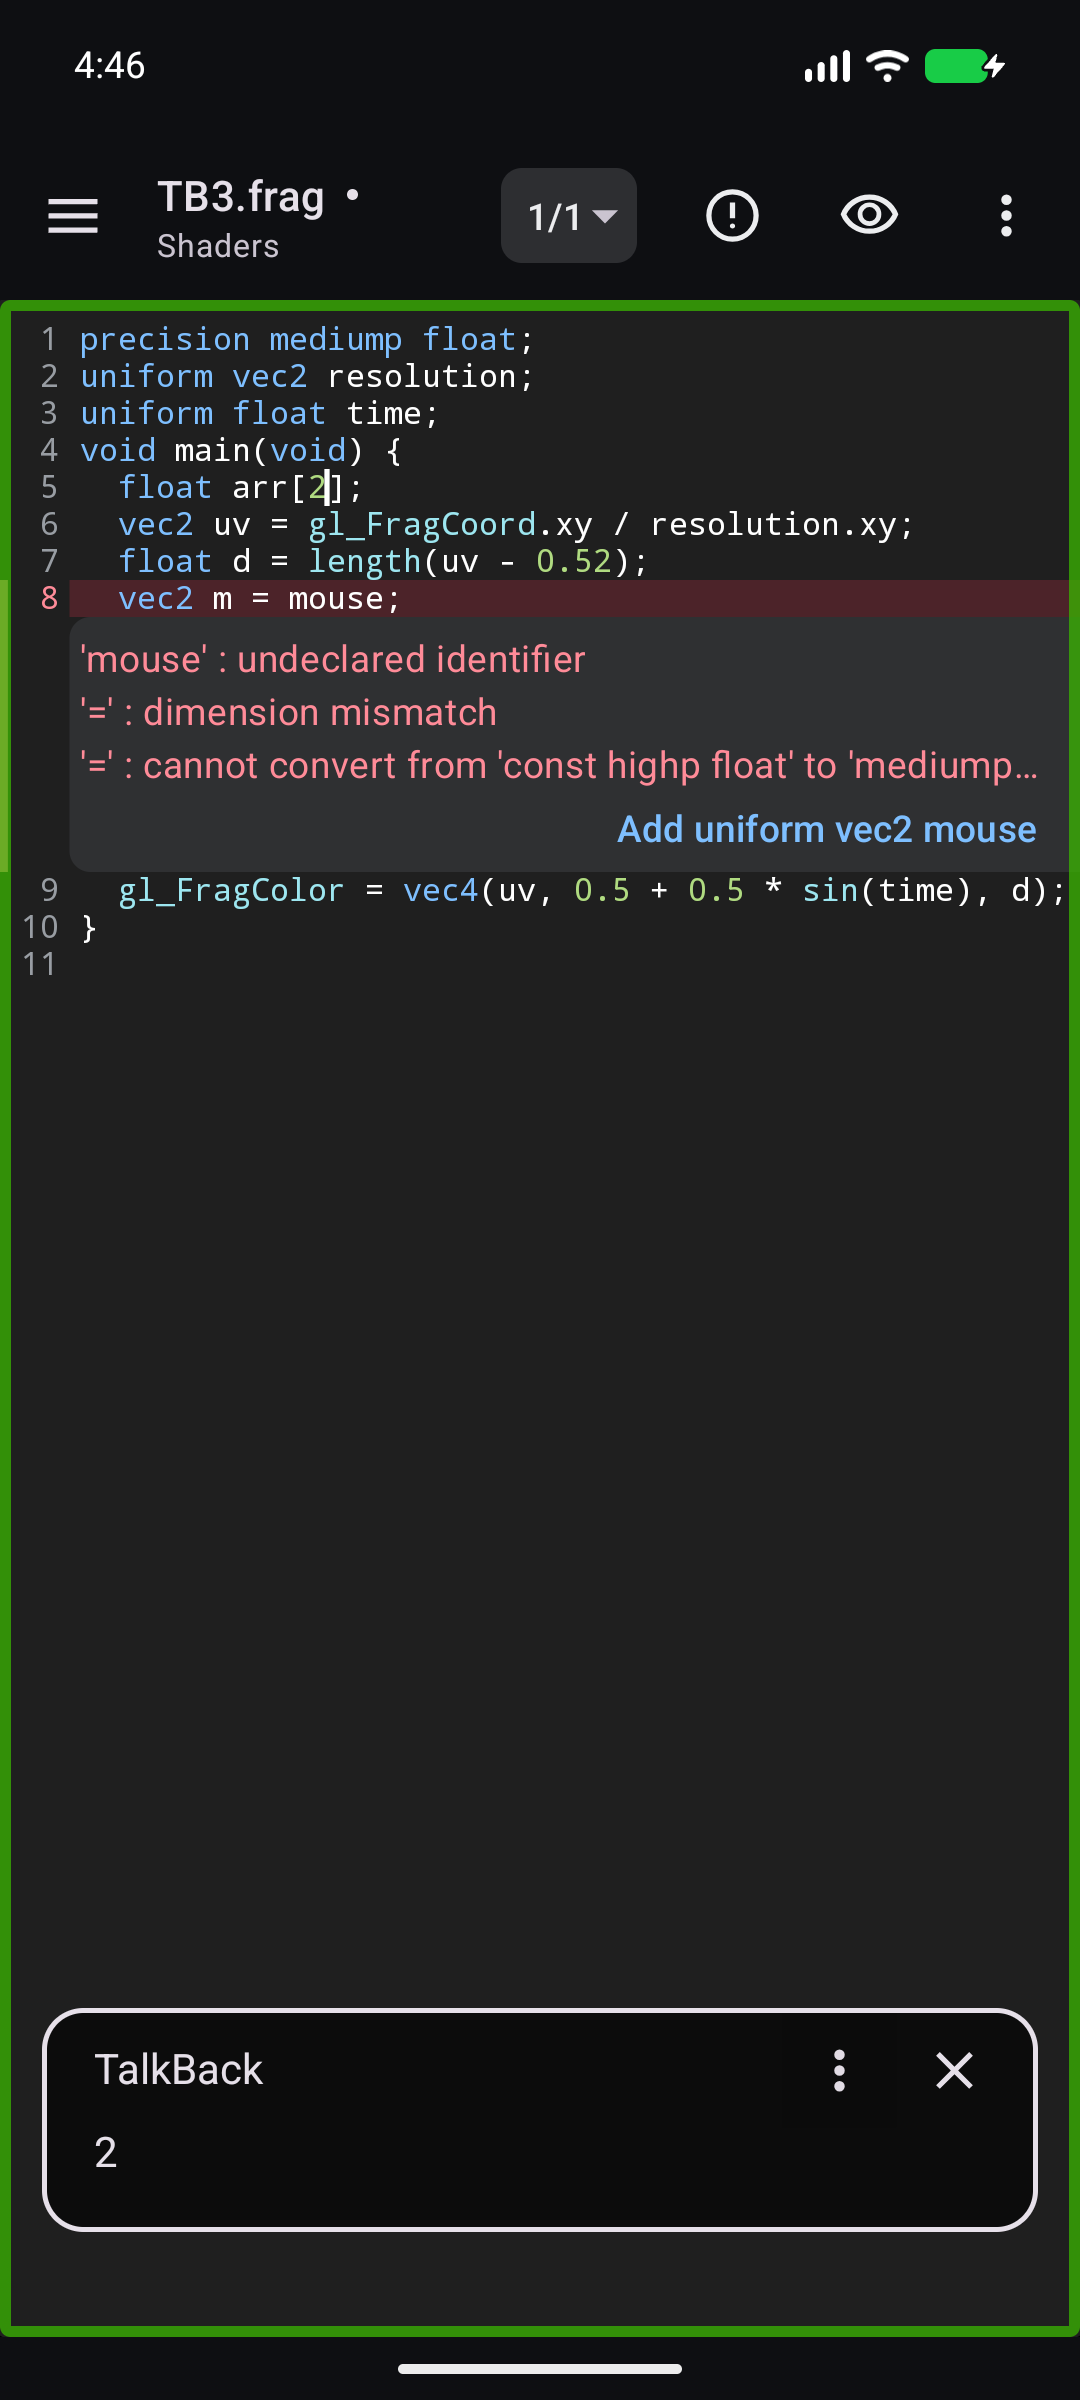 4:46
TB3.frag •
Shaders
1/1
1 precision mediump float;
2 uniform vec2 resolution;
3 uniform float time;
4 void main(void) {
5   float arr[2];
6   vec2 uv = gl_FragCoord.xy / resolution.xy;
7   float d = length(uv - 0.52);
8   vec2 m = mouse;
'mouse' : undeclared identifier
'=' : dimension mismatch
'=' : cannot convert from 'const highp float' to 'mediump...
Add uniform vec2 mouse
9   gl_FragColor = vec4(uv, 0.5 + 0.5 * sin(time), d);
10 }
11
TalkBack
2